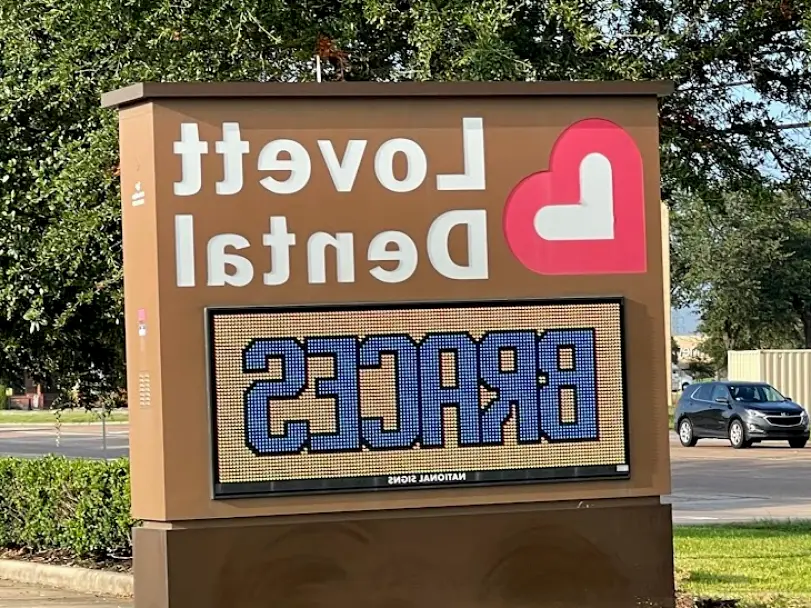 Lovett
Dental
BRACES
NATIONAL SIGNS